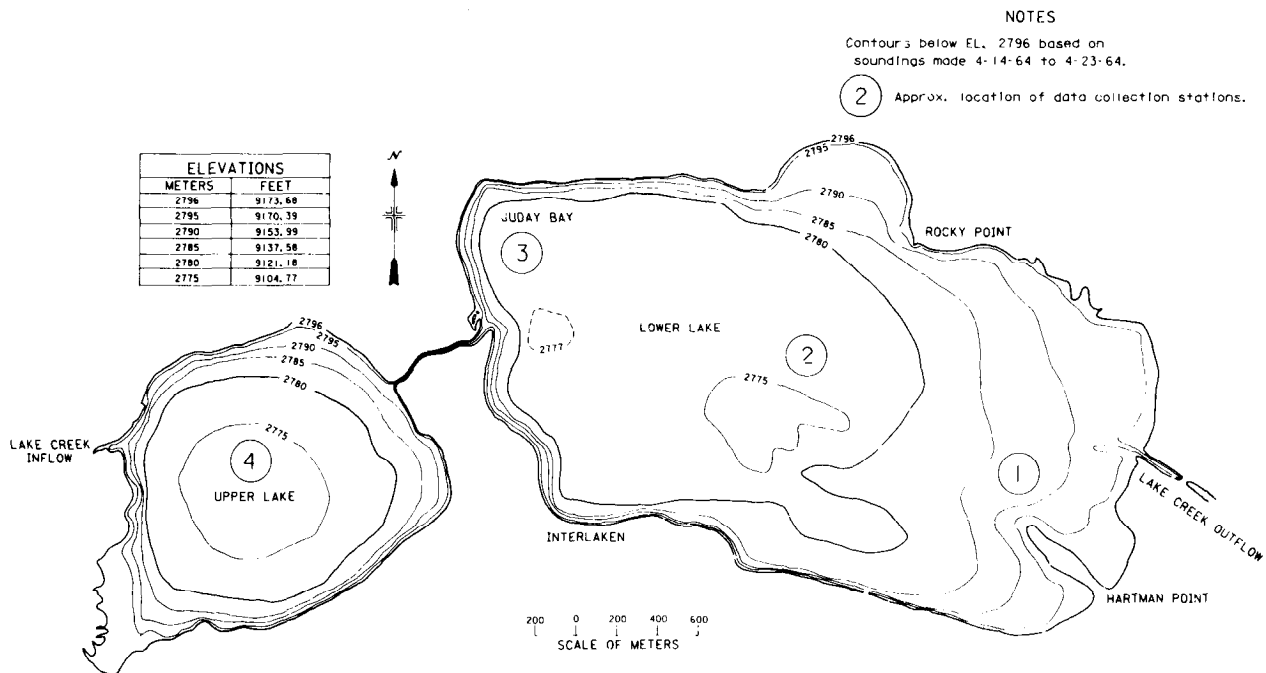 NOTES
Contours below EL. 2796 based on
soundings made 4-14-64 to 4-23-64.
2 Approx. location of data collection stations.
ELEVATIONS
METERS FEET
2796 9173.68
2795 9170.39
2790 9153.99
2785 9137.58
2780 9121.18
2775 9104.77
N
2796
2795
2790
2785
2780
JUDAY BAY
3
ROCKY POINT
LOWER LAKE
2777
2
2775
2796
2795
2790
2785
2780
2775
LAKE CREEK
INFLOW
4
UPPER LAKE
1
LAKE CREEK OUTFLOW
INTERLAKEN
HARTMAN POINT
200 0 200 400 600
SCALE OF METERS